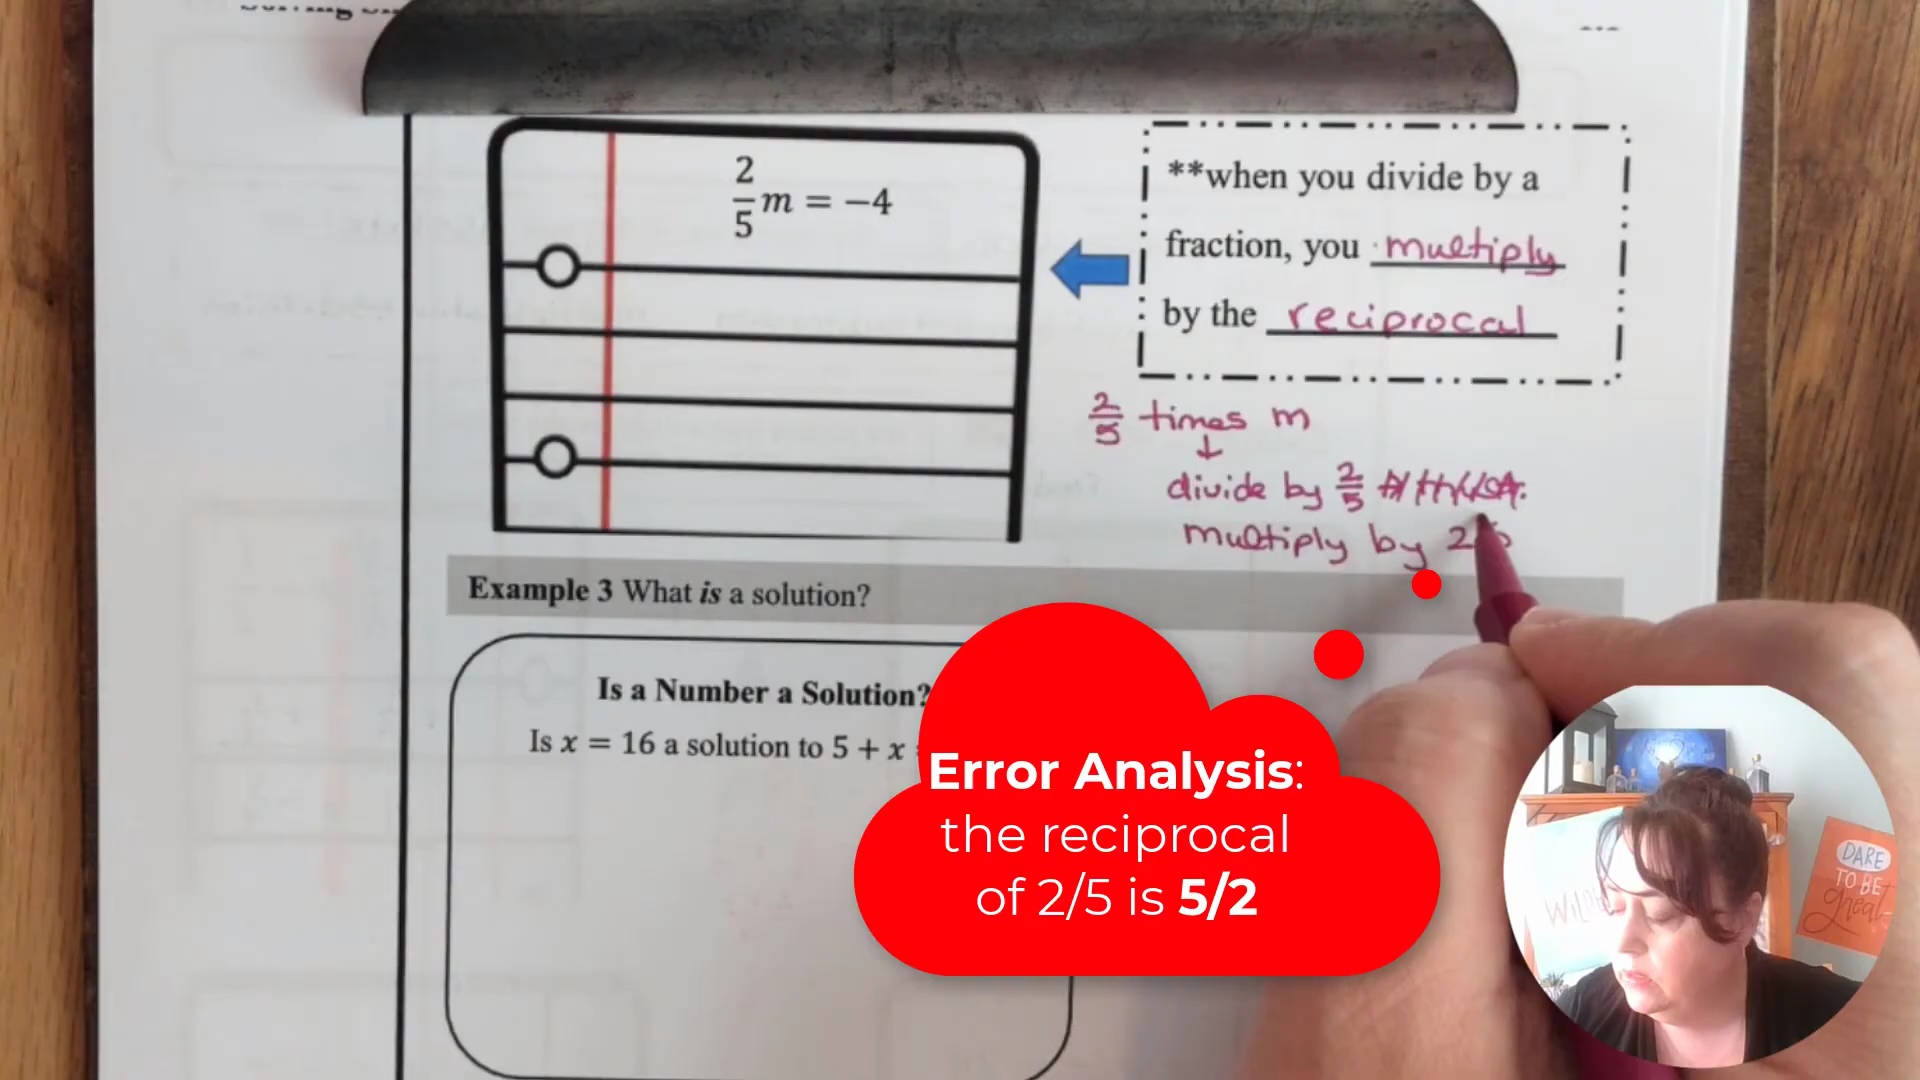 2/5 m = −4
**when you divide by a
fraction, you multiply
by the reciprocal
2/5 times m
↓
divide by 2/5
multiply by 2
Example 3 What is a solution?
Is a Number a Solution?
Is x = 16 a solution to 5 + x
Error Analysis:
the reciprocal
of 2/5 is 5/2
DARE
TO BE
great